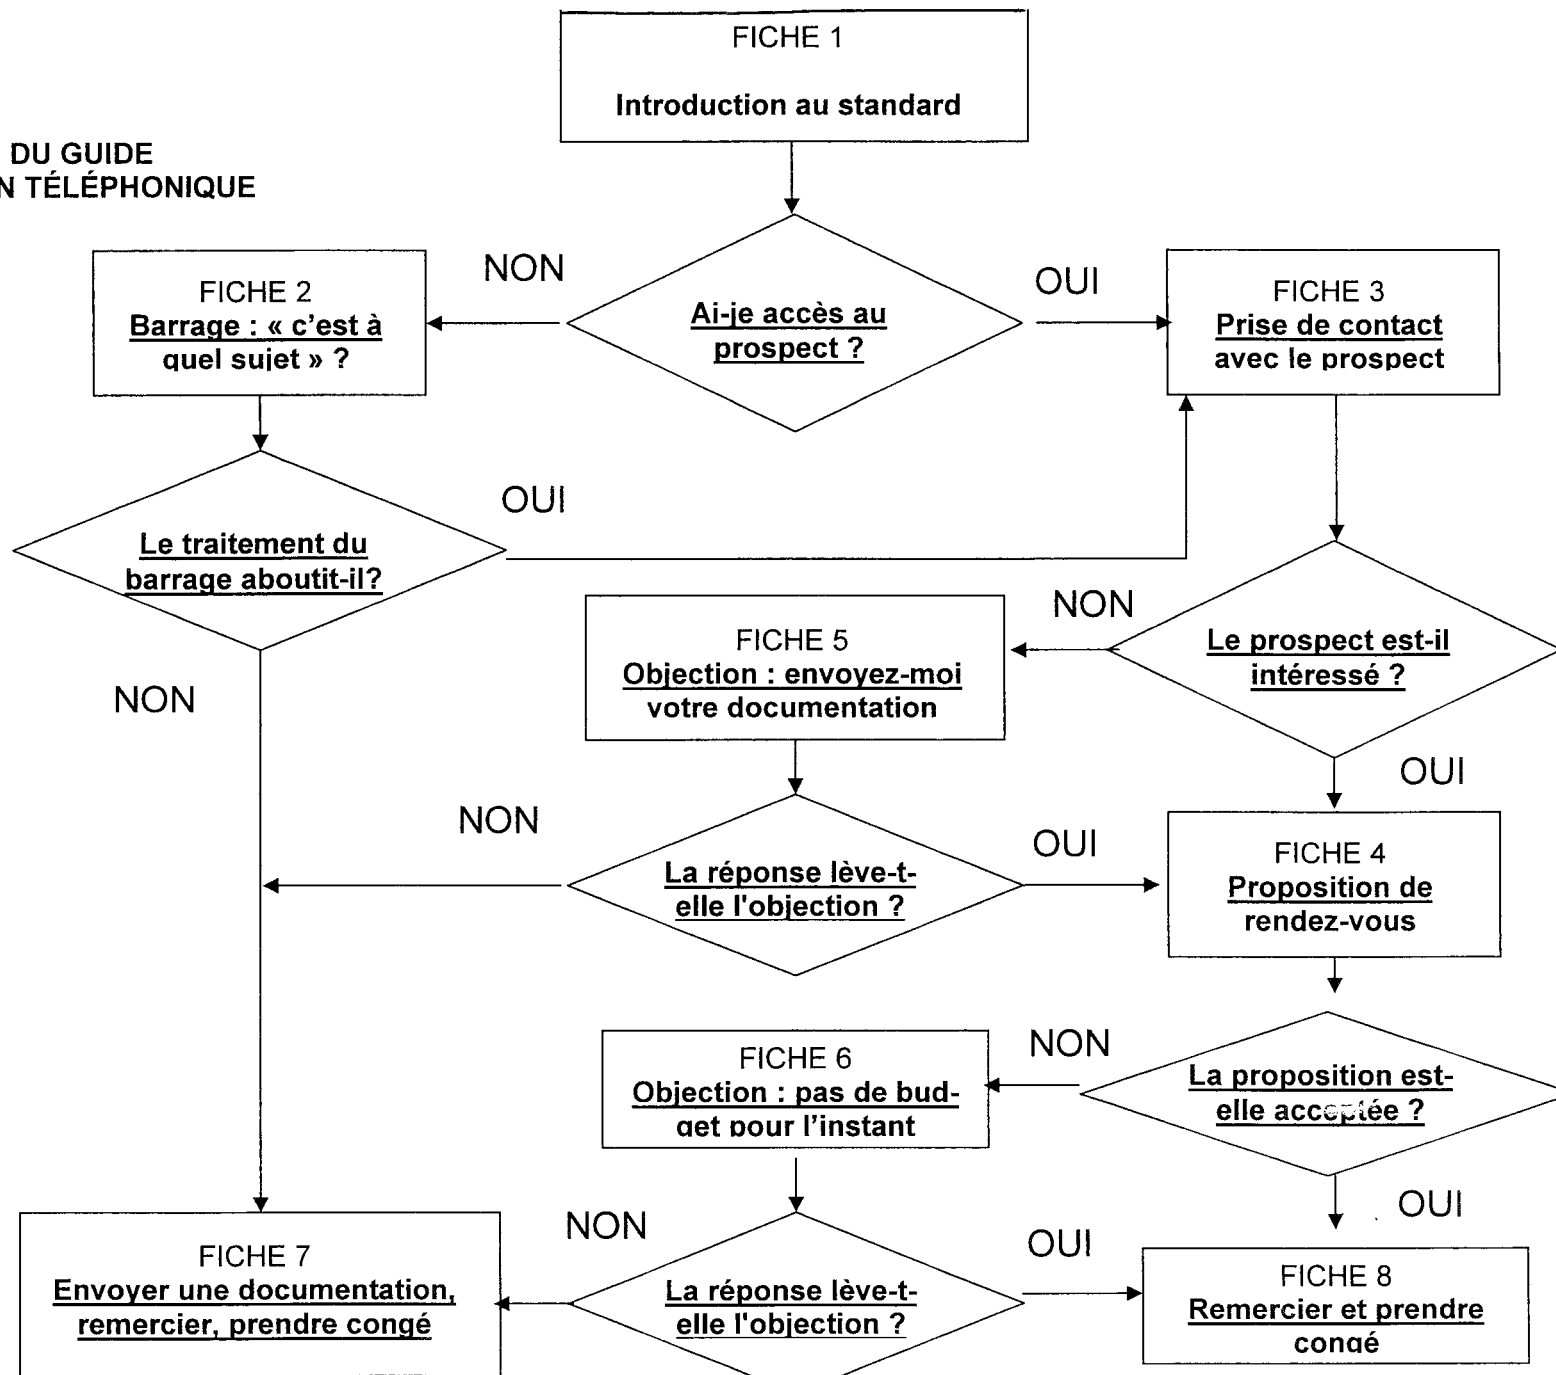 FICHE 1
Introduction au standard
DU GUIDE
N TÉLÉPHONIQUE
NON
OUI
FICHE 2
Barrage : « c’est à
quel sujet » ?
Ai-je accès au
prospect ?
FICHE 3
Prise de contact
avec le prospect
OUI
Le traitement du
barrage aboutit-il?
NON
FICHE 5
Objection : envoyez-moi
votre documentation
NON
Le prospect est-il
intéressé ?
OUI
NON
La réponse lève-t-
elle l'objection ?
OUI
FICHE 4
Proposition de
rendez-vous
FICHE 6
Objection : pas de bud-
get pour l’instant
NON
La proposition est-
elle acceptée ?
OUI
FICHE 7
Envoyer une documentation,
remercier, prendre congé
NON
La réponse lève-t-
elle l'objection ?
OUI
FICHE 8
Remercier et prendre
congé